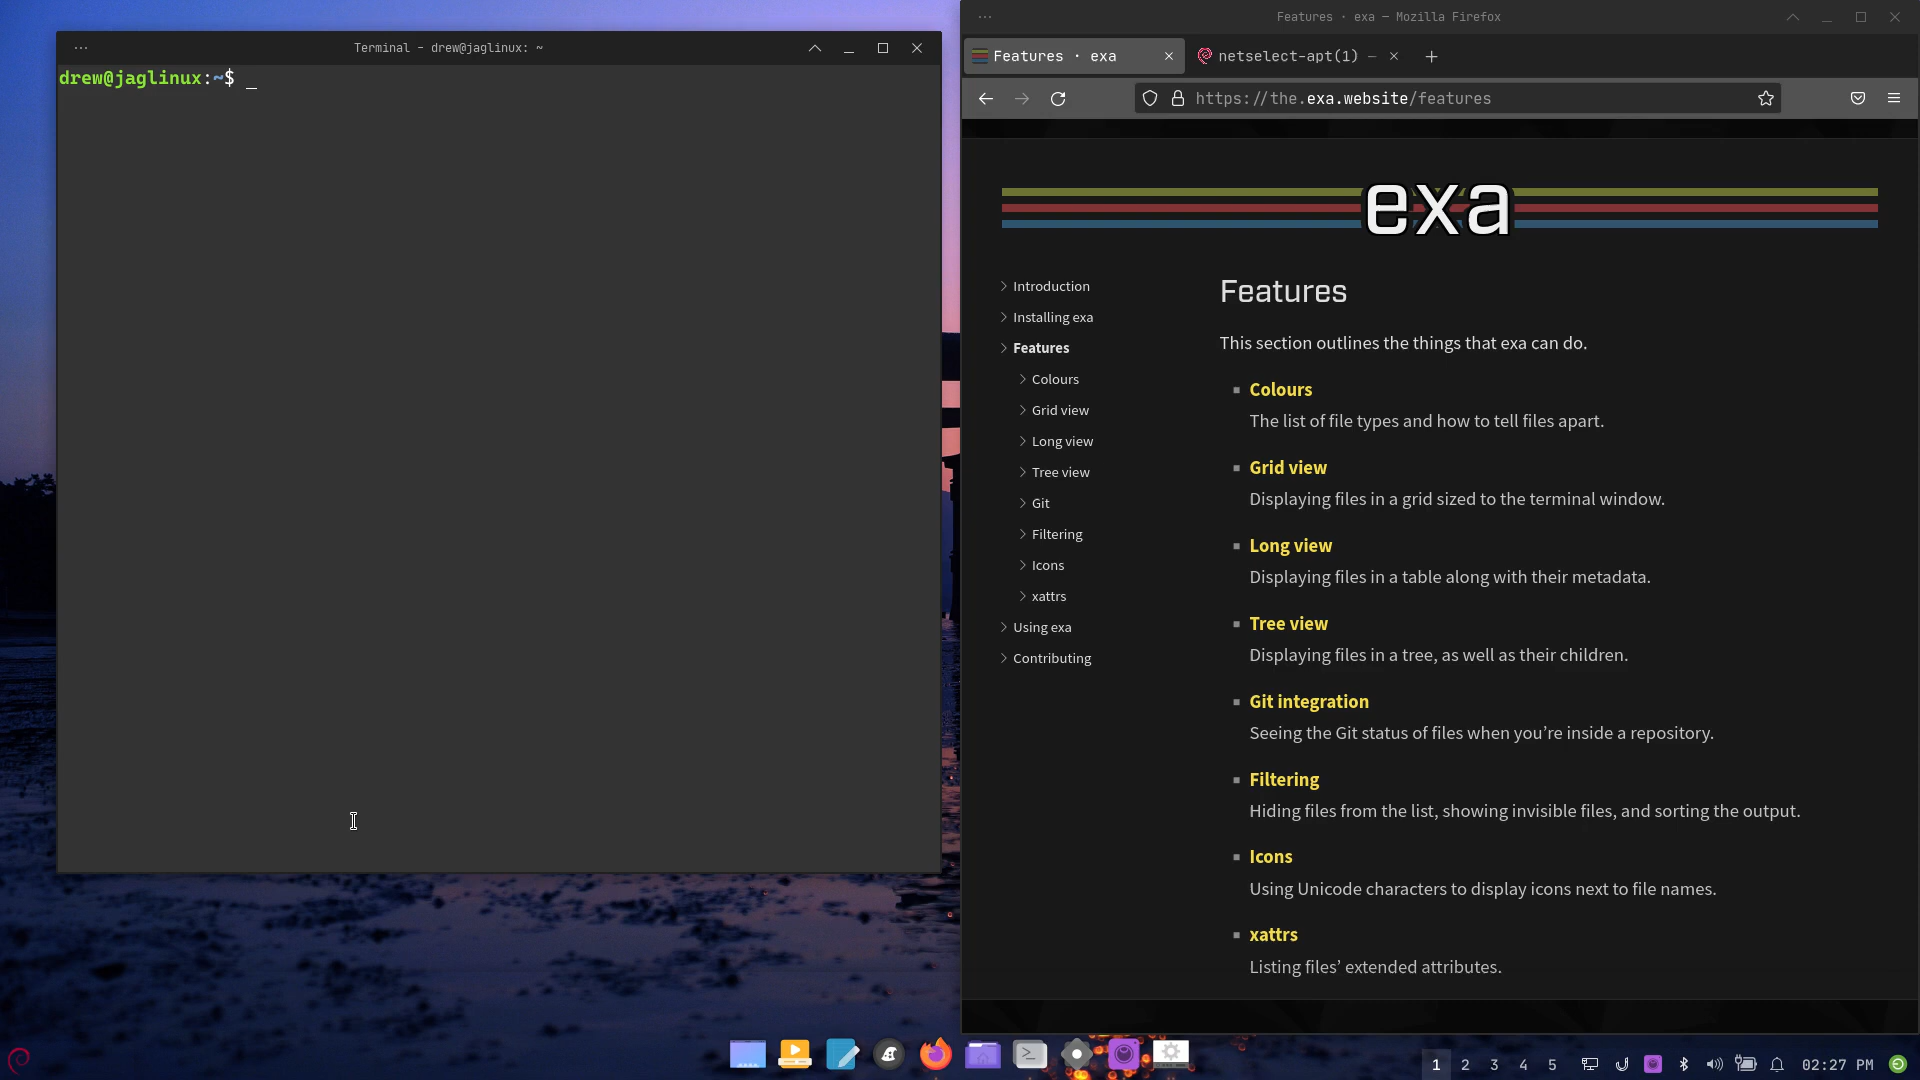 Terminal - drew@jaglinux: ~
drew@jaglinux:~$ _
Features · exa — Mozilla Firefox
Features · exa
netselect-apt(1) —
https://the.exa.website/features
exa
Introduction
Installing exa
Features
Colours
Grid view
Long view
Tree view
Git
Filtering
Icons
xattrs
Using exa
Contributing
Features
This section outlines the things that exa can do.
Colours
The list of file types and how to tell files apart.
Grid view
Displaying files in a grid sized to the terminal window.
Long view
Displaying files in a table along with their metadata.
Tree view
Displaying files in a tree, as well as their children.
Git integration
Seeing the Git status of files when you’re inside a repository.
Filtering
Hiding files from the list, showing invisible files, and sorting the output.
Icons
Using Unicode characters to display icons next to file names.
xattrs
Listing files’ extended attributes.
1 2 3 4 5 02:27 PM